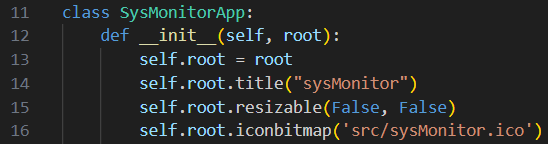 11 class SysMonitorApp:
12     def __init__(self, root):
13         self.root = root
14         self.root.title("sysMonitor")
15         self.root.resizable(False, False)
16         self.root.iconbitmap('src/sysMonitor.ico')